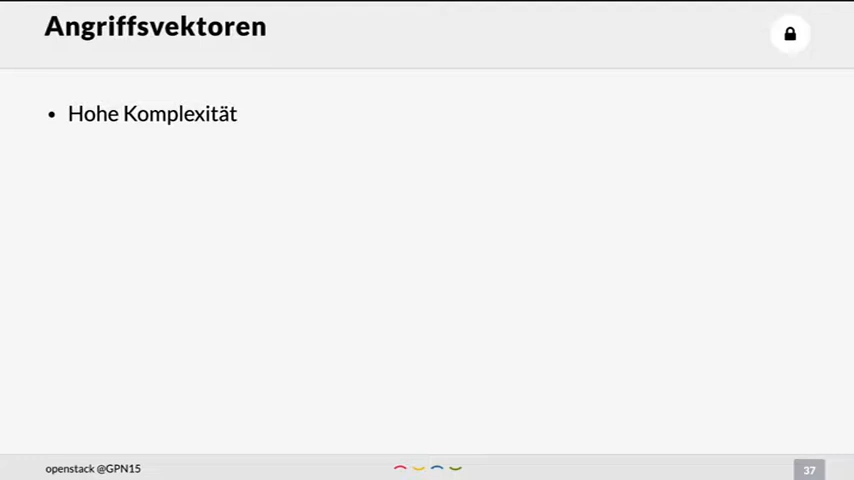 Angriffsvektoren
• Hohe Komplexität
openstack @GPN15
37